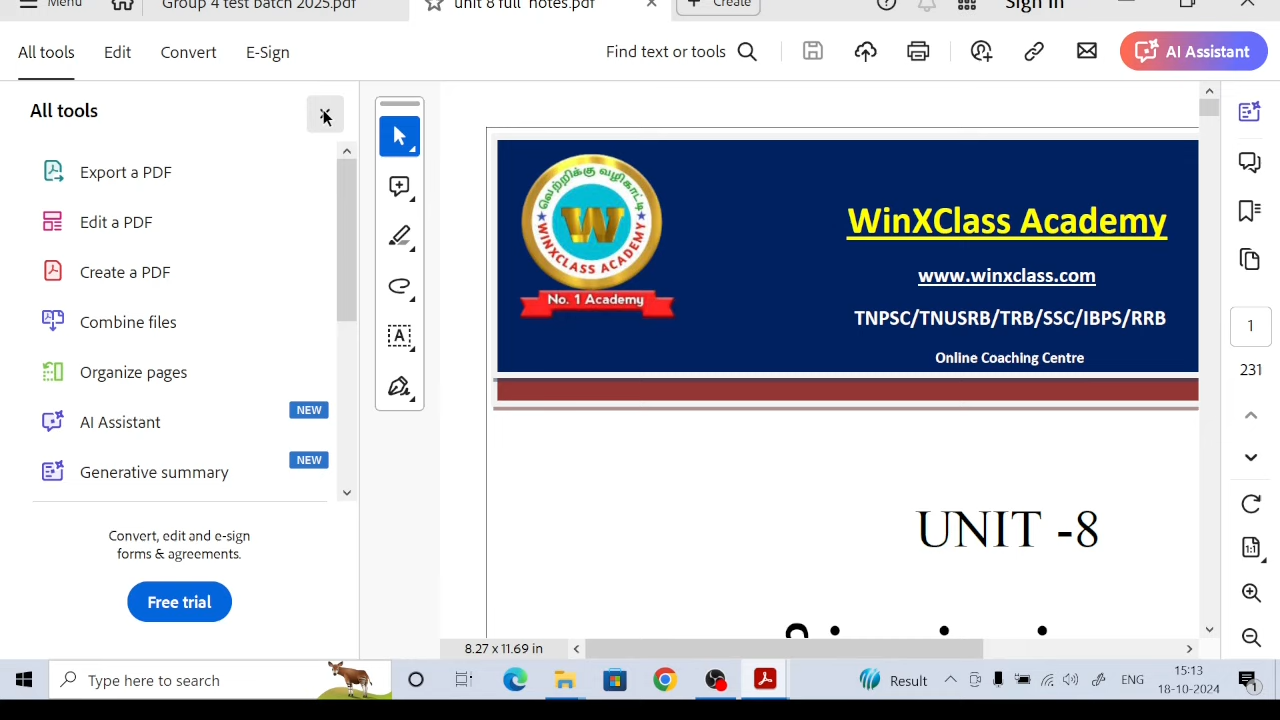 Menu
Group 4 test batch 2025.pdf
unit 8 full notes.pdf
Create
Sign in
All tools
Edit
Convert
E-Sign
Find text or tools
AI Assistant
All tools
Export a PDF
Edit a PDF
Create a PDF
Combine files
Organize pages
AI Assistant
NEW
Generative summary
NEW
Convert, edit and e-sign
forms & agreements.
Free trial
வெற்றிக்கு வழிகாட்டி
W
WINXCLASS ACADEMY
No. 1 Academy
WinXClass Academy
www.winxclass.com
TNPSC/TNUSRB/TRB/SSC/IBPS/RRB
Online Coaching Centre
UNIT -8
8.27 x 11.69 in
1
231
1:1
Type here to search
Result
ENG
15:13
18-10-2024
1